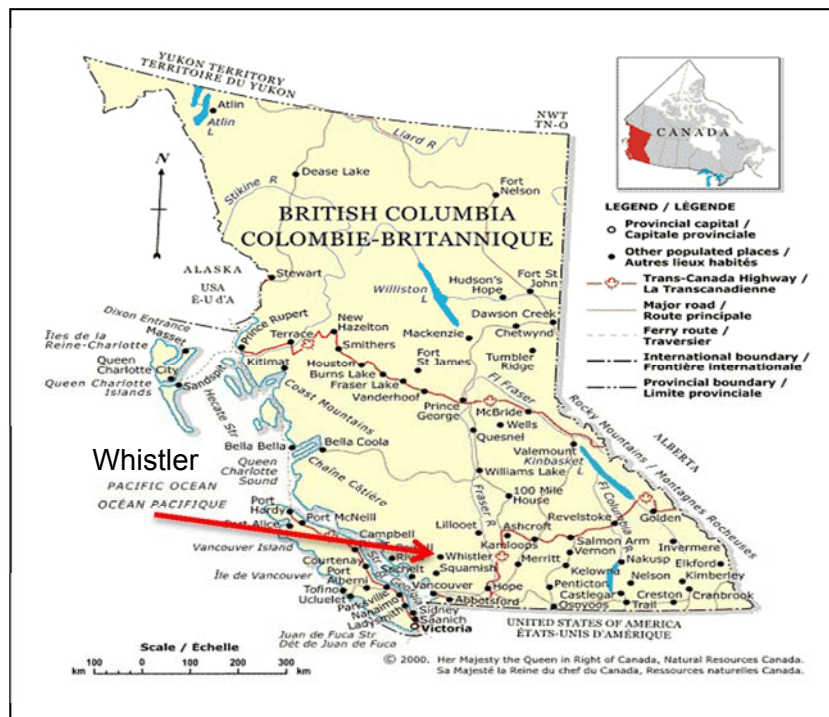 YUKON TERRITORY
TERRITOIRE DU YUKON
NWT
TN-O
Atlin
Atlin
L
Liard R
N
Dease Lake
Stikine R
Fort
Nelson
BRITISH COLUMBIA
COLOMBIE-BRITANNIQUE
ALASKA
USA
É-U d'A
Stewart
Williston
L
Hudson's
Hope
Fort St
John
Dawson Creek
Chetwynd
Mackenzie
Tumbler
Ridge
Dixon Entrance
Îles de la
Reine-Charlotte
Masset
Queen
Charlotte
City
Sandspit
Queen Charlotte
Islands
Hecate Str
Prince Rupert
Terrace
New
Hazelton
Smithers
Kitimat
Houston
Burns Lake
Fraser Lake
Vanderhoof
Fort
St James
Prince
George
Fl Fraser
McBride
Wells
Quesnel
Valemount
Kinbasket
L
Rocky Mountains / Montagnes Rocheuses
ALBERTA
Coast Mountains
Chaîne Côtière
Bella Bella
Bella Coola
Queen
Charlotte
Sound
Williams Lake
100 Mile
House
Fraser R
Fl Columbia R
Whistler
PACIFIC OCEAN
OCÉAN PACIFIQUE
Port
Hardy
Port McNeill
Port Alice
Campbell
Vancouver Island
Île de Vancouver
Courtenay
Port
Alberni
Tofino
Ucluelet
Parksville
Nanaimo
Ladysmith
Sechelt
Lillooet
Ashcroft
Kamloops
Whistler
Squamish
Vancouver
Abbotsford
Hope
Merritt
Revelstoke
Golden
Salmon Arm
Vernon
Kelowna
Penticton
Nakusp
Invermere
Elkford
Nelson
Kimberley
Castlegar
Creston
Cranbrook
Osoyoos
Trail
Sidney
Saanich
Victoria
Juan de Fuca Str
Dét de Juan de Fuca
UNITED STATES OF AMERICA
ÉTATS-UNIS D'AMÉRIQUE
Scale / Échelle
100 0 100 200 300
km km
CANADA
LEGEND / LÉGENDE
Provincial capital /
Capitale provinciale
Other populated places /
Autres lieux habités
Trans-Canada Highway /
La Transcanadienne
Major road /
Route principale
Ferry route /
Traversier
International boundary /
Frontière internationale
Provincial boundary /
Limite provinciale
© 2000. Her Majesty the Queen in Right of Canada, Natural Resources Canada.
Sa Majesté la Reine du chef du Canada, Ressources naturelles Canada.